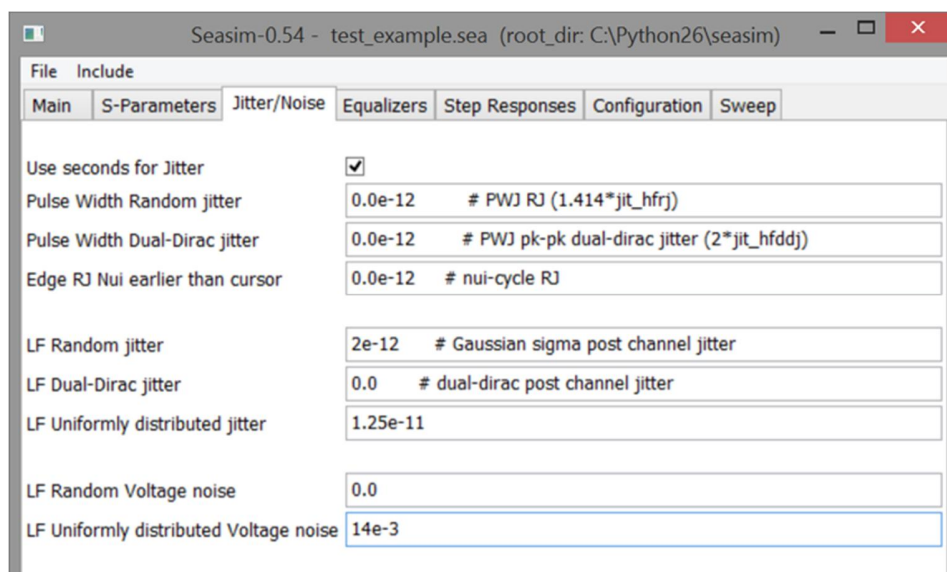 Seasim-0.54 - test_example.sea (root_dir: C:\Python26\seasim)
File Include
Main S-Parameters Jitter/Noise Equalizers Step Responses Configuration Sweep
Use seconds for Jitter
Pulse Width Random jitter 0.0e-12 # PWJ RJ (1.414*jit_hfrj)
Pulse Width Dual-Dirac jitter 0.0e-12 # PWJ pk-pk dual-dirac jitter (2*jit_hfddj)
Edge RJ Nui earlier than cursor 0.0e-12 # nui-cycle RJ
LF Random jitter 2e-12 # Gaussian sigma post channel jitter
LF Dual-Dirac jitter 0.0 # dual-dirac post channel jitter
LF Uniformly distributed jitter 1.25e-11
LF Random Voltage noise 0.0
LF Uniformly distributed Voltage noise 14e-3